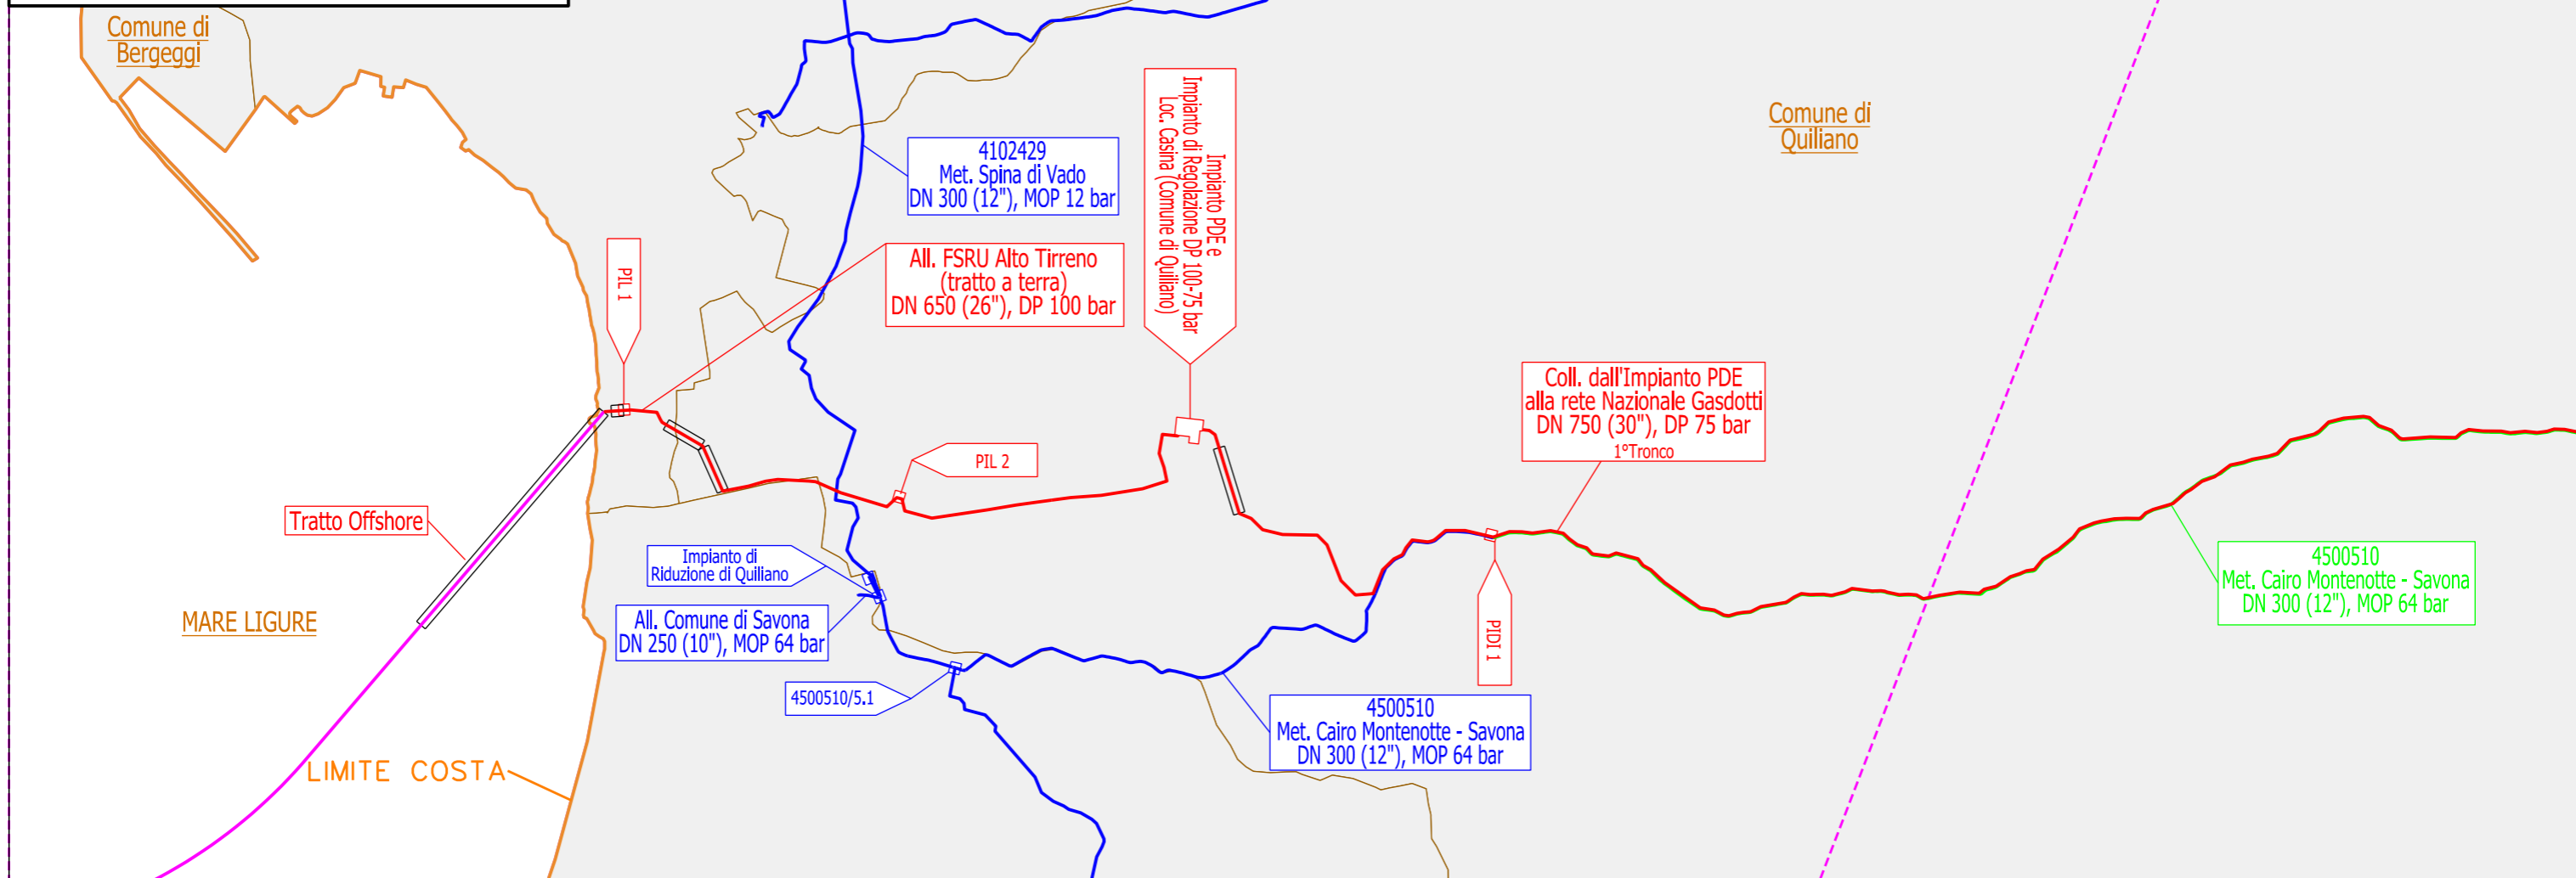 Comune di
Bergeggi
Comune di
Quiliano
4102429
Met. Spina di Vado
DN 300 (12"), MOP 12 bar
Impianto PDE e
Impianto di Regolazione DP 100-75 bar
Loc. Casina (Comune di Quiliano)
PIL 1
All. FSRU Alto Tirreno
(tratto a terra)
DN 650 (26"), DP 100 bar
Coll. dall'Impianto PDE
alla rete Nazionale Gasdotti
DN 750 (30"), DP 75 bar
1°Tronco
PIL 2
Tratto Offshore
Impianto di
Riduzione di Quiliano
4500510
Met. Cairo Montenotte - Savona
DN 300 (12"), MOP 64 bar
MARE LIGURE
All. Comune di Savona
DN 250 (10"), MOP 64 bar
PIDI 1
4500510/5.1
4500510
Met. Cairo Montenotte - Savona
DN 300 (12"), MOP 64 bar
LIMITE COSTA